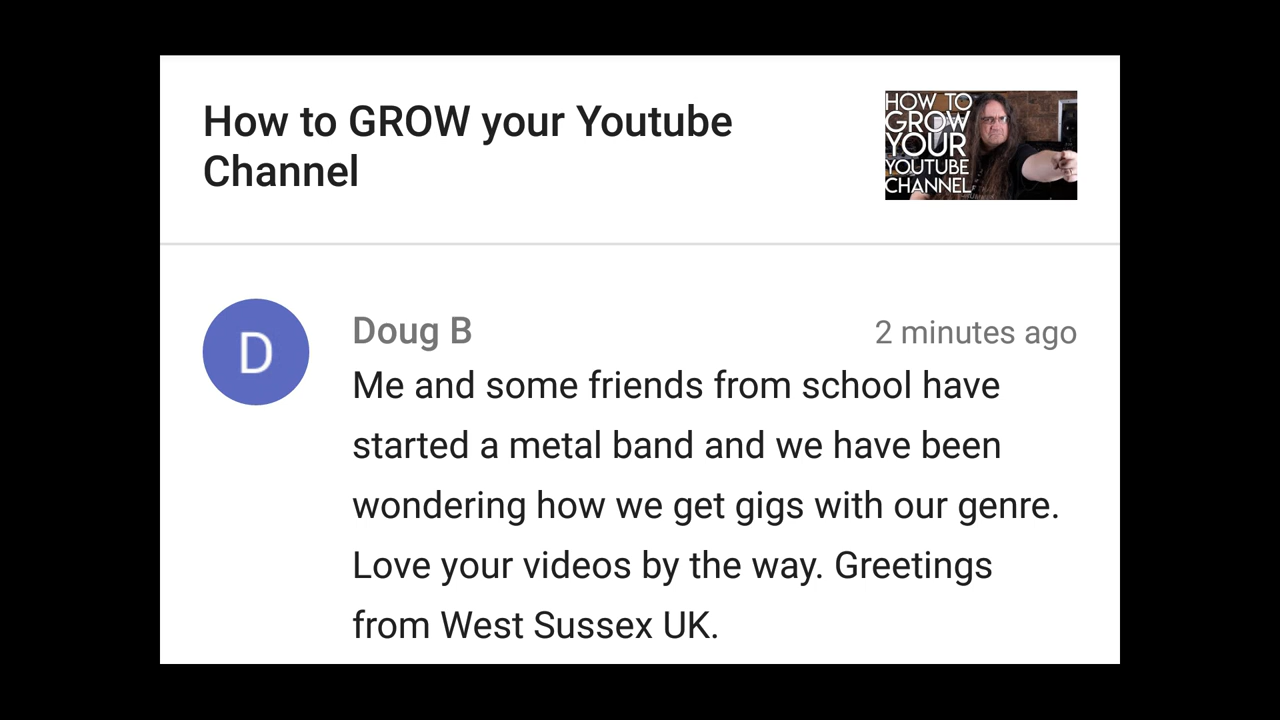 How to GROW your Youtube
Channel
HOW TO
GROW
YOUR
YOUTUBE
CHANNEL
D
Doug B
2 minutes ago
Me and some friends from school have
started a metal band and we have been
wondering how we get gigs with our genre.
Love your videos by the way. Greetings
from West Sussex UK.